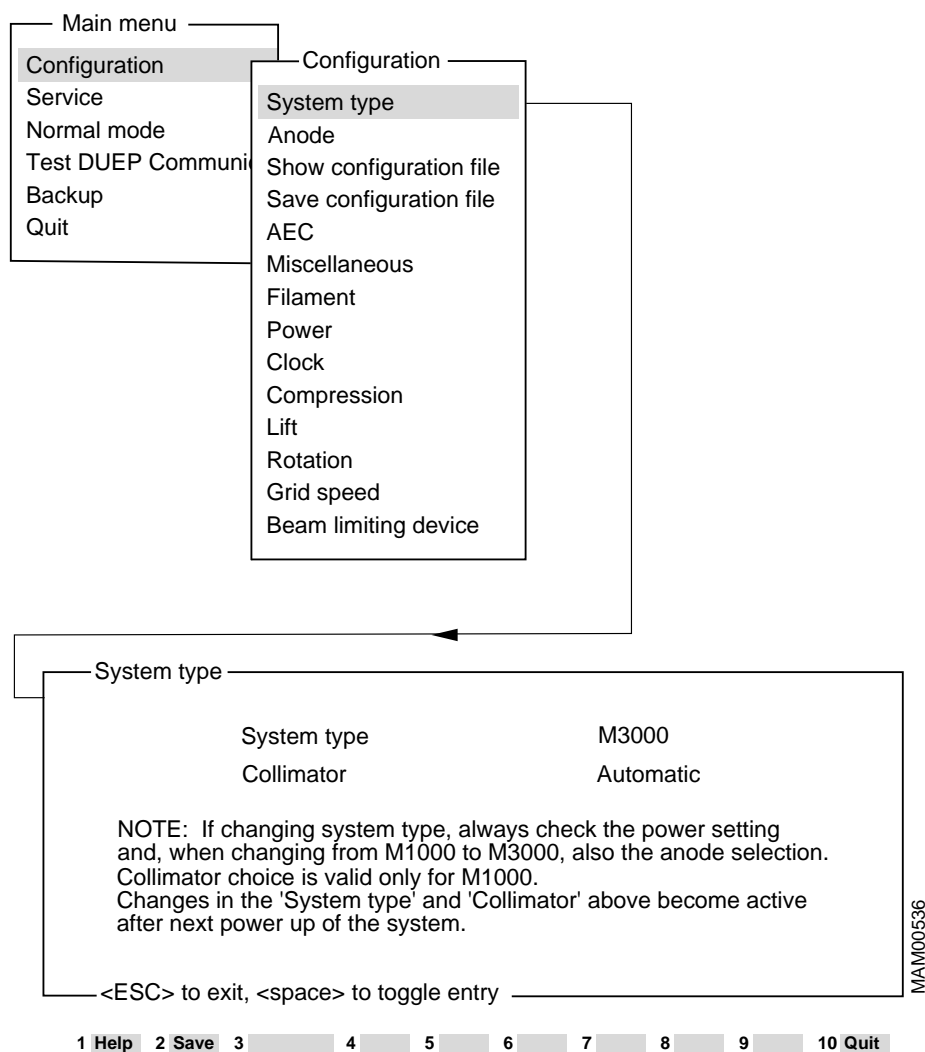 Main menu
Configuration
Service
Normal mode
Test DUEP Communi
Backup
Quit
Configuration
System type
Anode
Show configuration file
Save configuration file
AEC
Miscellaneous
Filament
Power
Clock
Compression
Lift
Rotation
Grid speed
Beam limiting device
System type
System type M3000
Collimator Automatic
NOTE: If changing system type, always check the power setting
and, when changing from M1000 to M3000, also the anode selection.
Collimator choice is valid only for M1000.
Changes in the 'System type' and 'Collimator' above become active
after next power up of the system.
<ESC> to exit, <space> to toggle entry
MAM00536
1 Help 2 Save 3 4 5 6 7 8 9 10 Quit